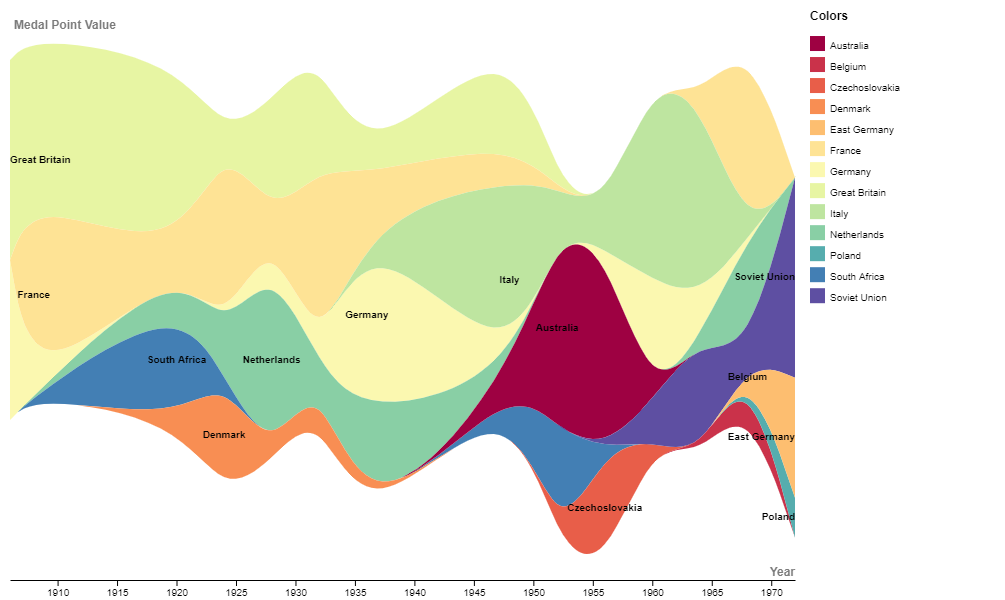 Medal Point Value
Great Britain
France
South Africa
Denmark
Netherlands
Germany
Italy
Australia
Czechoslovakia
Soviet Union
Belgium
East Germany
Poland
Year
1910 1915 1920 1925 1930 1935 1940 1945 1950 1955 1960 1965 1970
Colors
Australia
Belgium
Czechoslovakia
Denmark
East Germany
France
Germany
Great Britain
Italy
Netherlands
Poland
South Africa
Soviet Union